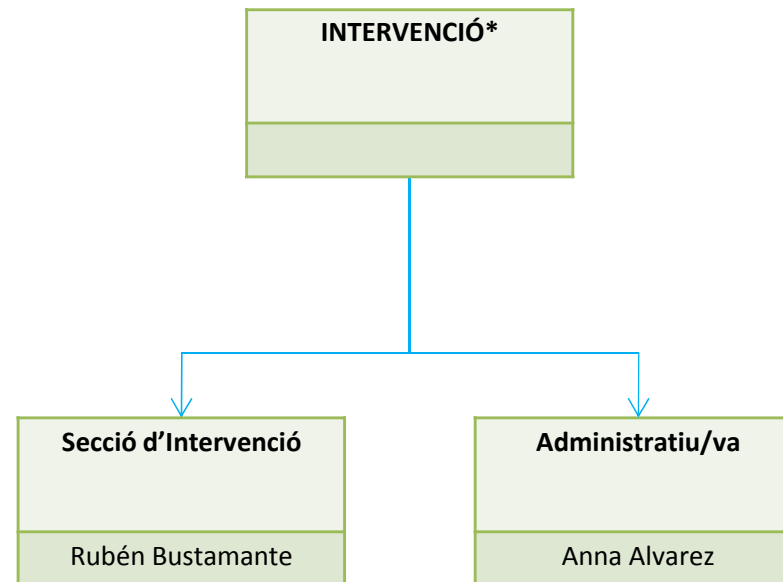 INTERVENCIÓ*
Secció d’Intervenció
Rubén Bustamante
Administratiu/va
Anna Alvarez